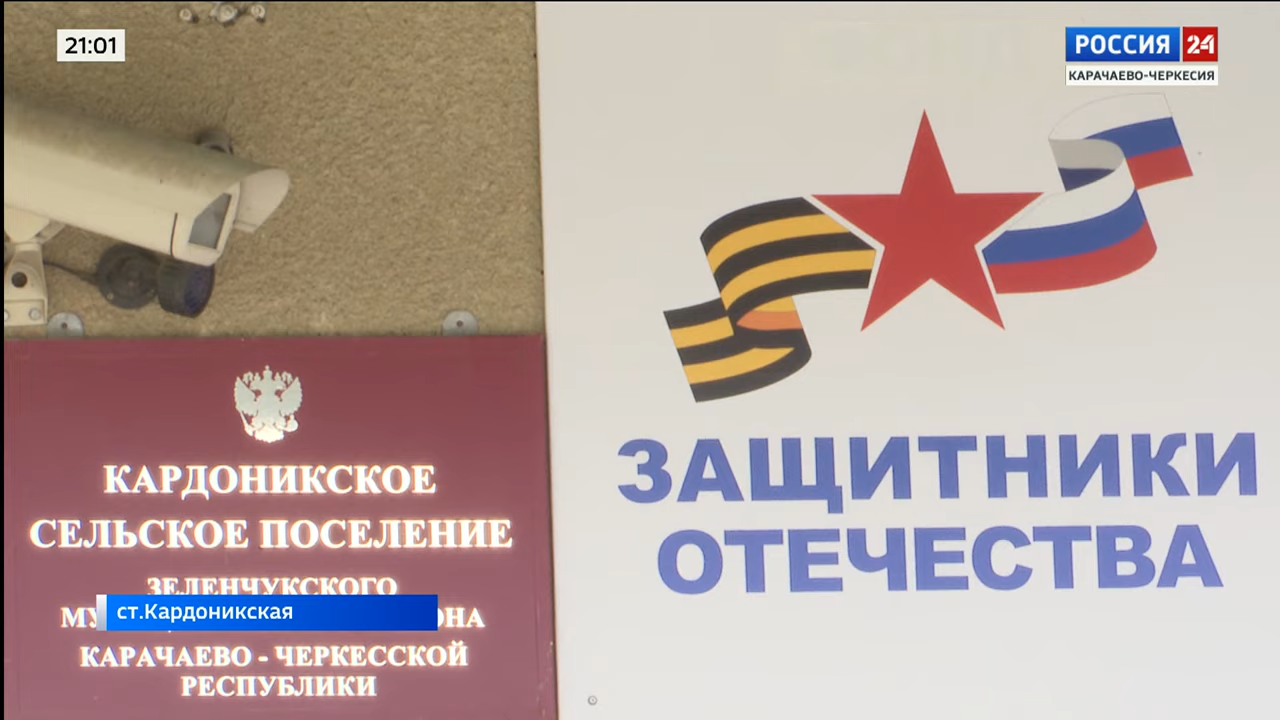 21:01
РОССИЯ 24
КАРАЧАЕВО-ЧЕРКЕСИЯ
ЗАЩИТНИКИ
ОТЕЧЕСТВА
КАРДОНИКСКОЕ
СЕЛЬСКОЕ ПОСЕЛЕНИЕ
ЗЕЛЕНЧУКСКОГО
ст.Кардоникская
КАРАЧАЕВО - ЧЕРКЕССКОЙ
РЕСПУБЛИКИ